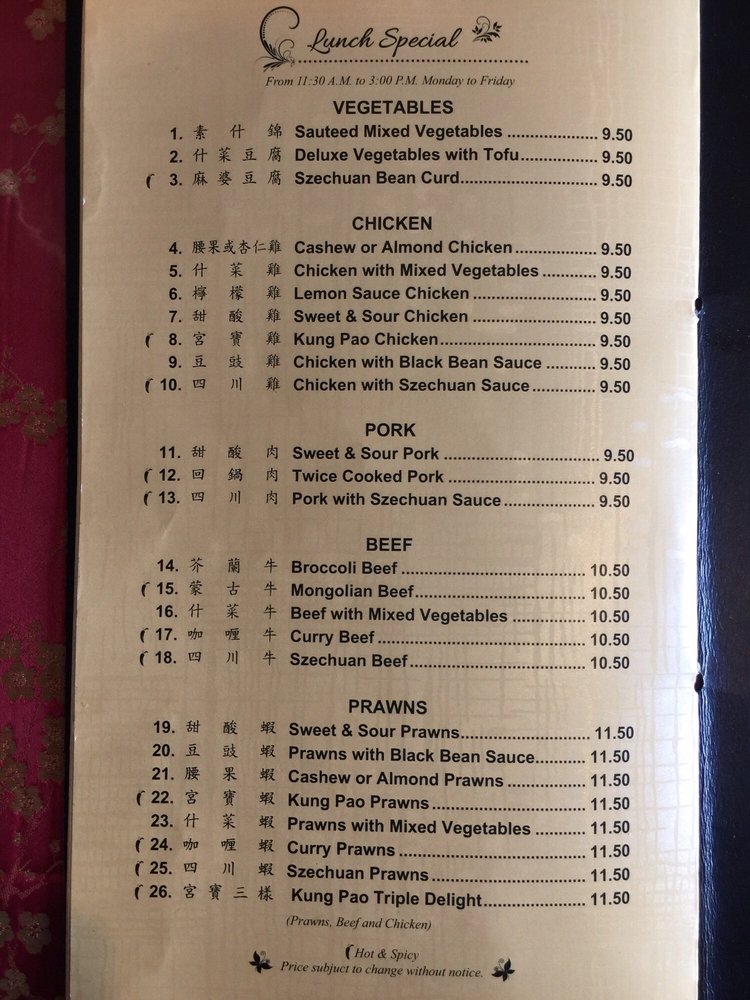 Lunch Special
From 11:30 A.M. to 3:00 P.M. Monday to Friday
VEGETABLES
1. 素什錦 Sauteed Mixed Vegetables 9.50
2. 什菜豆腐 Deluxe Vegetables with Tofu 9.50
3. 麻婆豆腐 Szechuan Bean Curd 9.50
CHICKEN
4. 腰果或杏仁雞 Cashew or Almond Chicken 9.50
5. 什菜雞 Chicken with Mixed Vegetables 9.50
6. 檸檬雞 Lemon Sauce Chicken 9.50
7. 甜酸雞 Sweet & Sour Chicken 9.50
8. 宮寶雞 Kung Pao Chicken 9.50
9. 豆豉雞 Chicken with Black Bean Sauce 9.50
10. 四川雞 Chicken with Szechuan Sauce 9.50
PORK
11. 甜酸肉 Sweet & Sour Pork 9.50
12. 回鍋肉 Twice Cooked Pork 9.50
13. 四川肉 Pork with Szechuan Sauce 9.50
BEEF
14. 芥蘭牛 Broccoli Beef 10.50
15. 蒙古牛 Mongolian Beef 10.50
16. 什菜牛 Beef with Mixed Vegetables 10.50
17. 咖喱牛 Curry Beef 10.50
18. 四川牛 Szechuan Beef 10.50
PRAWNS
19. 甜酸蝦 Sweet & Sour Prawns 11.50
20. 豆豉蝦 Prawns with Black Bean Sauce 11.50
21. 腰果蝦 Cashew or Almond Prawns 11.50
22. 宮寶蝦 Kung Pao Prawns 11.50
23. 什菜蝦 Prawns with Mixed Vegetables 11.50
24. 咖喱蝦 Curry Prawns 11.50
25. 四川蝦 Szechuan Prawns 11.50
26. 宮寶三樣 Kung Pao Triple Delight 11.50
(Prawns, Beef and Chicken)
Hot & Spicy
Price subjuct to change without notice.